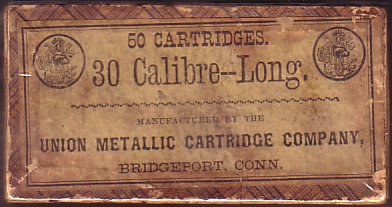 50 CARTRIDGES.
30 Calibre--Long.
MANUFACTURED BY THE
UNION METALLIC CARTRIDGE COMPANY,
BRIDGEPORT, CONN.